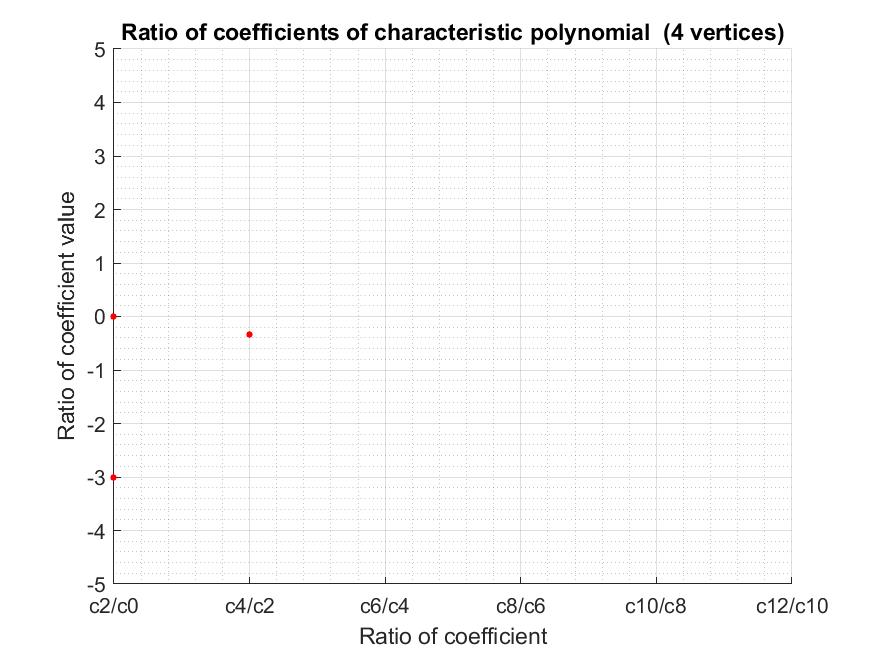 Ratio of coefficients of characteristic polynomial (4 vertices)
5
4
3
2
1
0
-1
-2
-3
-4
-5
Ratio of coefficient value
c2/c0 c4/c2 c6/c4 c8/c6 c10/c8 c12/c10
Ratio of coefficient